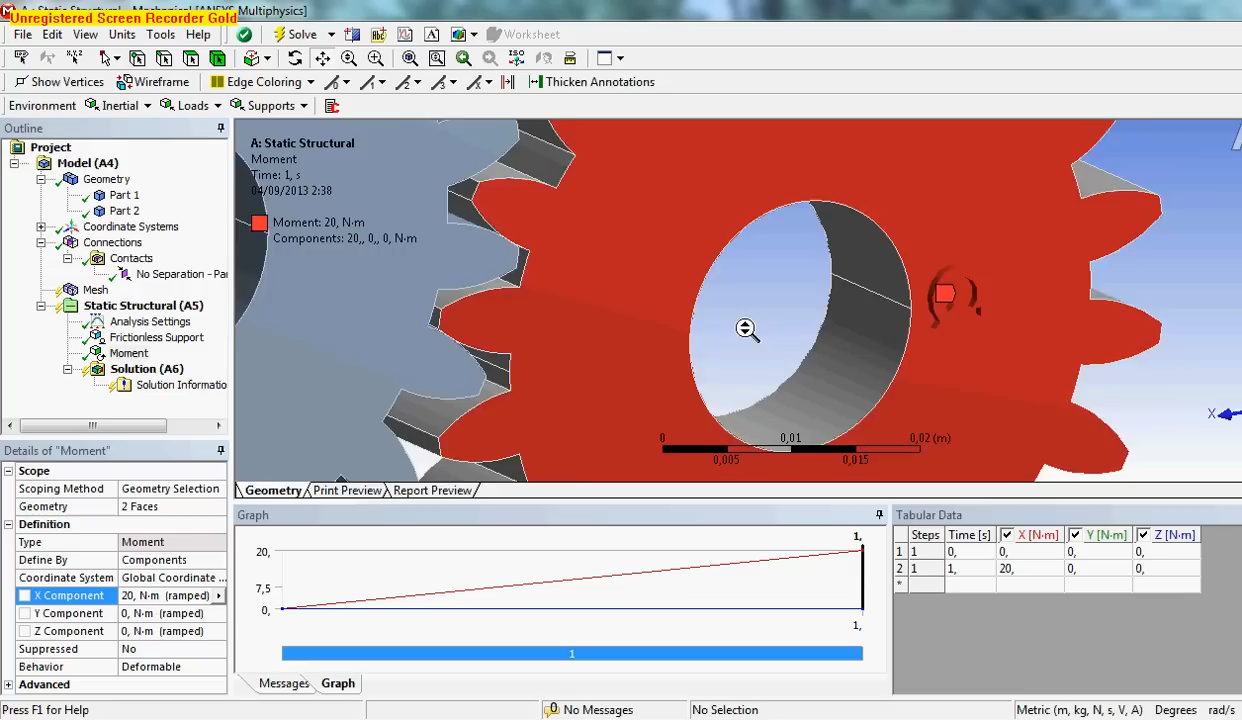 A : Static Structural - Mechanical [ANSYS Multiphysics]
Unregistered Screen Recorder Gold
File Edit View Units Tools Help Solve Worksheet
Show Vertices Wireframe Edge Coloring Thicken Annotations
Environment Inertial Loads Supports
Outline
Project
Model (A4)
Geometry
Part 1
Part 2
Coordinate Systems
Connections
Contacts
No Separation - Pa
Mesh
Static Structural (A5)
Analysis Settings
Frictionless Support
Moment
Solution (A6)
Solution Informatio
A: Static Structural
Moment
Time: 1, s
04/09/2013 2:38
Moment: 20, N·m
Components: 20,, 0,, 0, N·m
X
0 0,01 0,02 (m)
0,005 0,015
Geometry Print Preview Report Preview
Details of "Moment"
Scope
Scoping Method Geometry Selection
Geometry 2 Faces
Definition
Type Moment
Define By Components
Coordinate System Global Coordinate ...
X Component 20, N·m (ramped)
Y Component 0, N·m (ramped)
Z Component 0, N·m (ramped)
Suppressed No
Behavior Deformable
Advanced
Graph
1,
20,
7,5
0,
1,
1
Messages Graph
Tabular Data
Steps Time [s] X [N·m] Y [N·m] Z [N·m]
1 1 0, 0, 0, 0,
2 1 1, 20, 0, 0,
*
Press F1 for Help 0 No Messages No Selection Metric (m, kg, N, s, V, A) Degrees rad/s